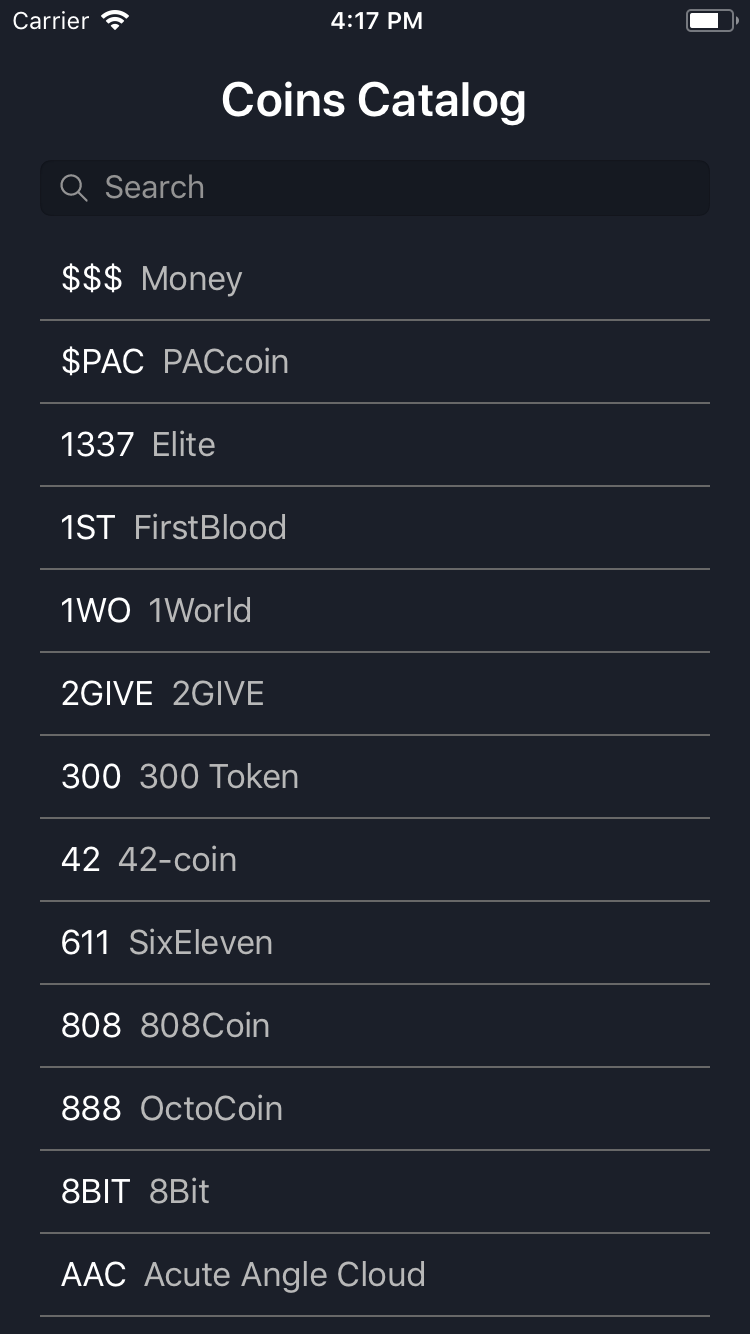 Carrier 4:17 PM
Coins Catalog
Search
$$$ Money
$PAC PACcoin
1337 Elite
1ST FirstBlood
1WO 1World
2GIVE 2GIVE
300 300 Token
42 42-coin
611 SixEleven
808 808Coin
888 OctoCoin
8BIT 8Bit
AAC Acute Angle Cloud